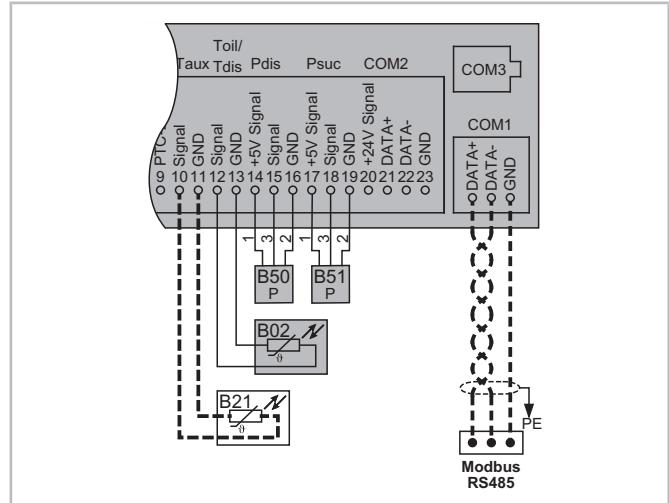 Toil/
Taux Tdis Pdis Psuc COM2
COM3
COM1
PTC-
Signal
GND
Signal
GND
+5V Signal
Signal
GND
+5V Signal
Signal
GND
+24V Signal
DATA+
DATA-
GND
9 10 11 12 13 14 15 16 17 18 19 20 21 22 23
DATA+
DATA-
GND
1 3 2 1 3 2
B50 B51
P P
B02
ϑ
B21
ϑ
PE
Modbus
RS485